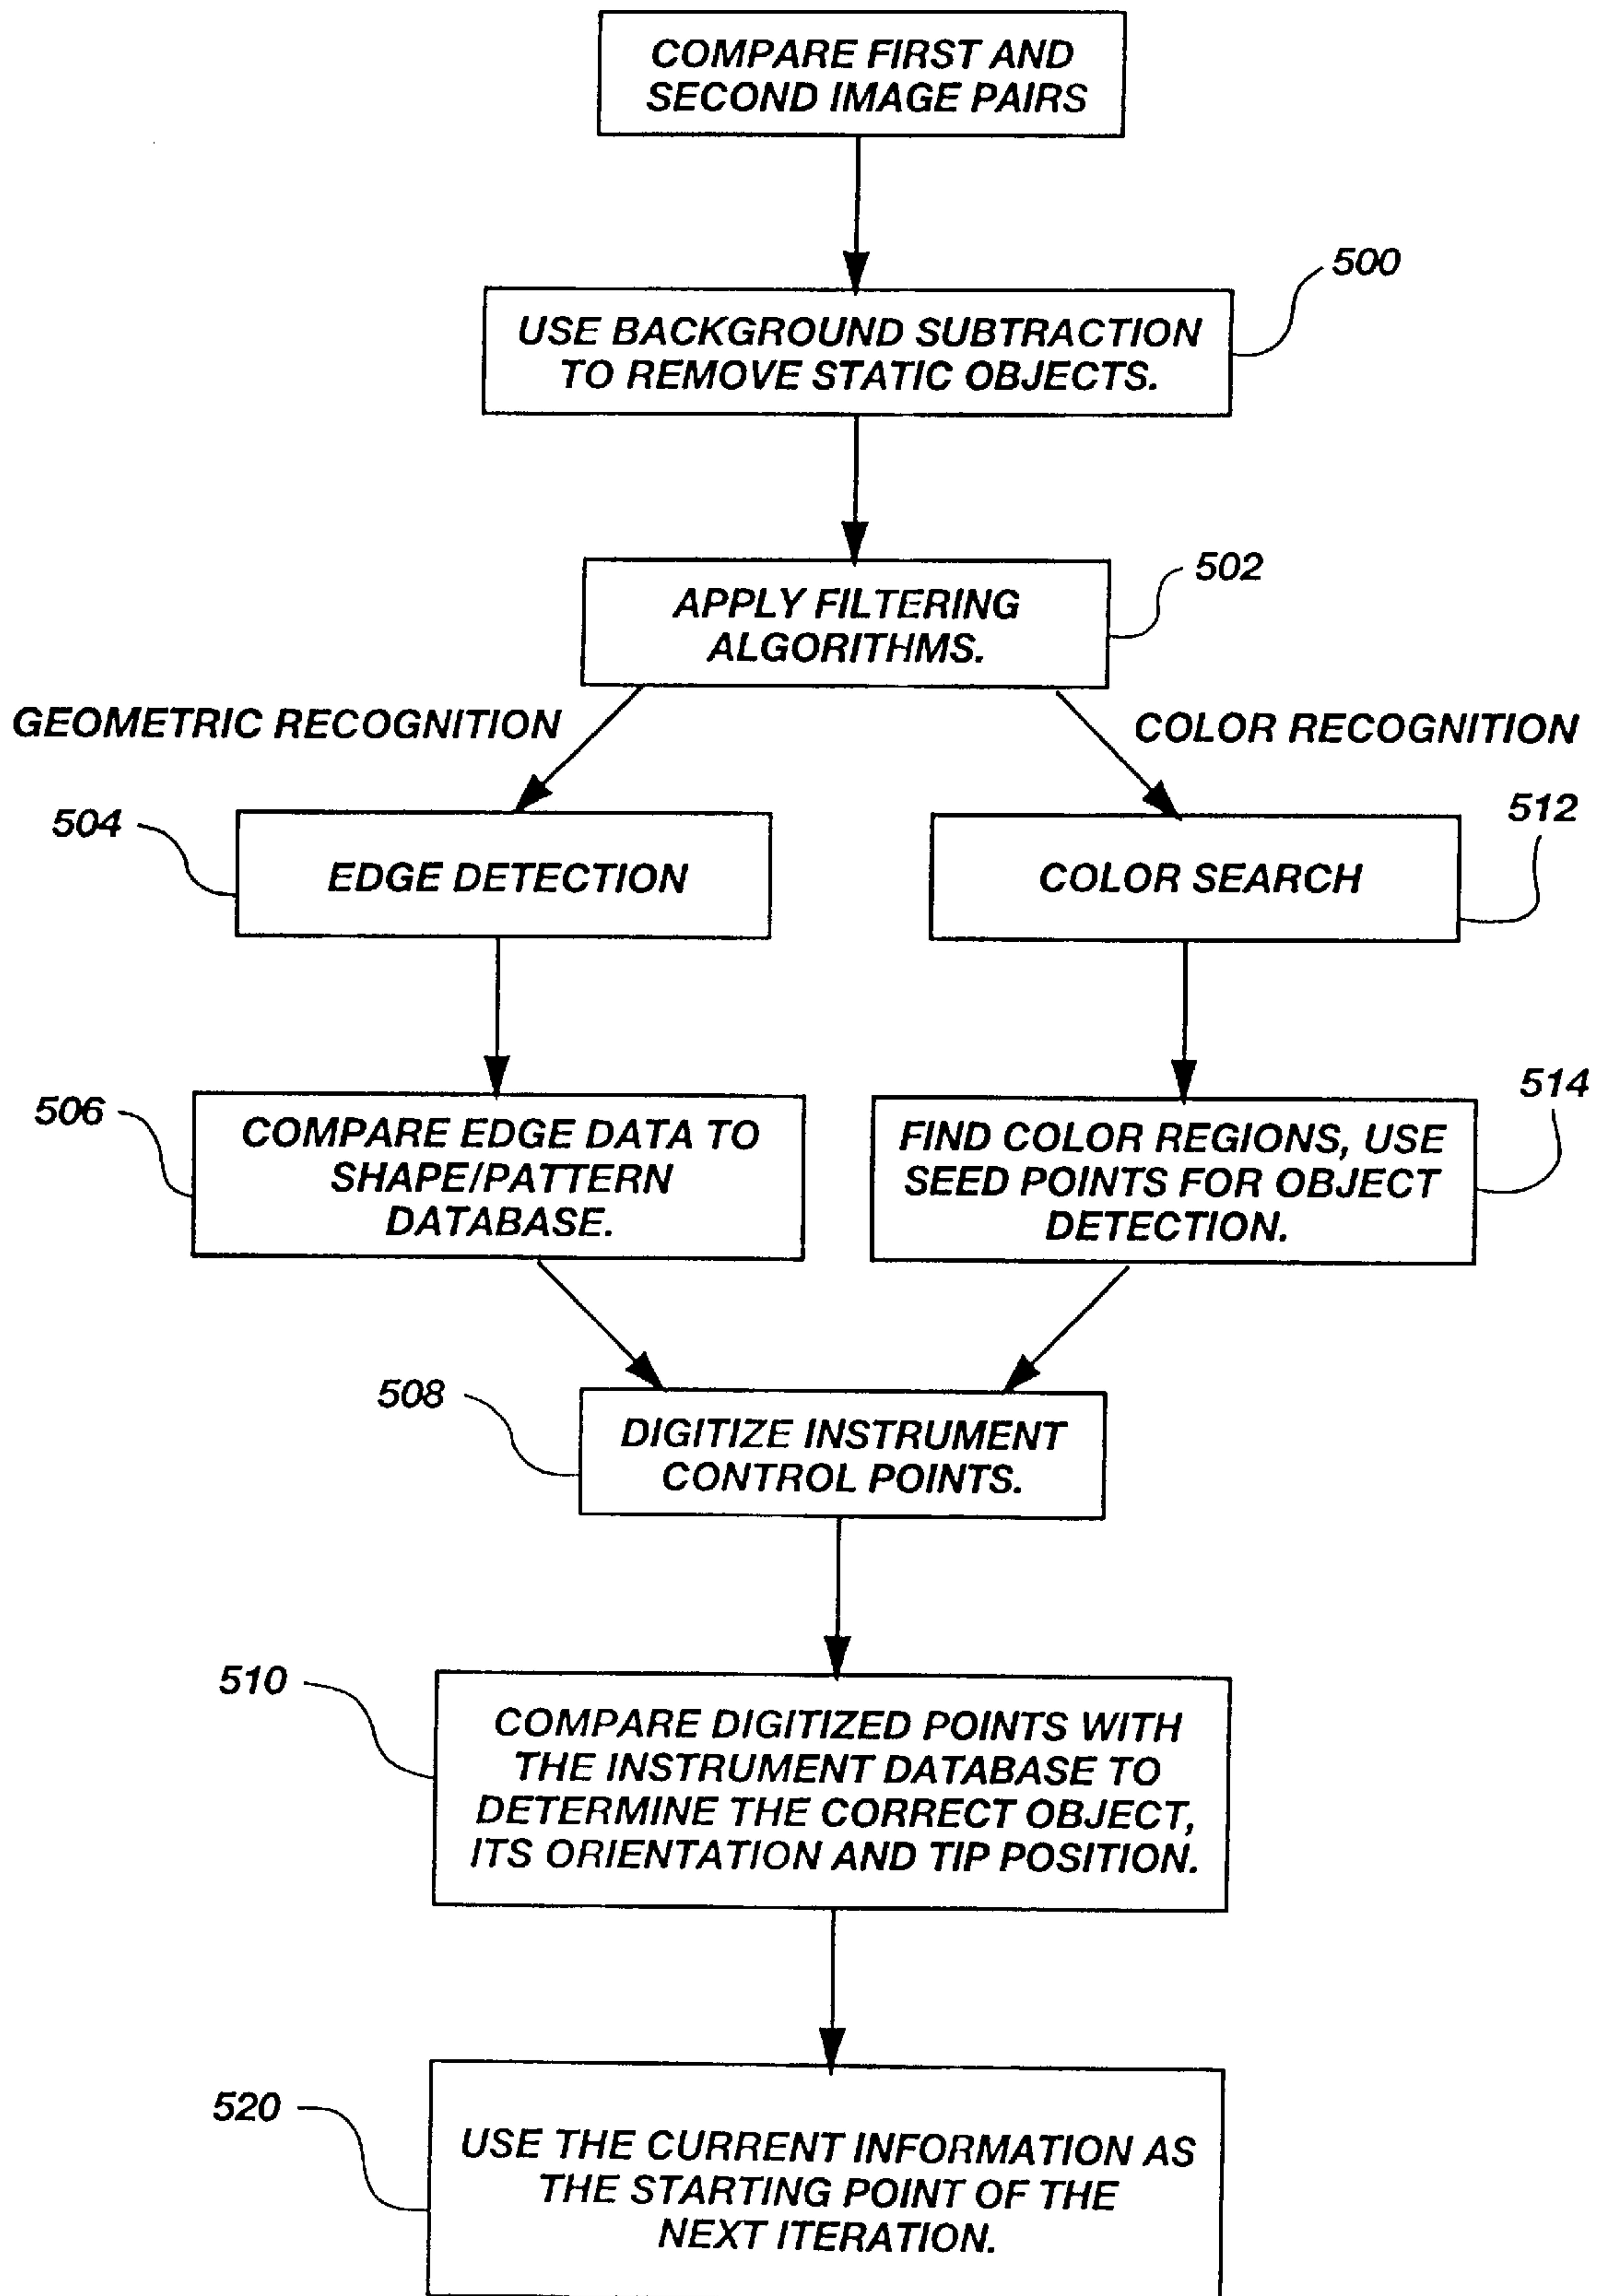 COMPARE FIRST AND
SECOND IMAGE PAIRS
500
USE BACKGROUND SUBTRACTION
TO REMOVE STATIC OBJECTS.
502
APPLY FILTERING
ALGORITHMS.
GEOMETRIC RECOGNITION
COLOR RECOGNITION
504
EDGE DETECTION
512
COLOR SEARCH
506
COMPARE EDGE DATA TO
SHAPE/PATTERN
DATABASE.
514
FIND COLOR REGIONS, USE
SEED POINTS FOR OBJECT
DETECTION.
508
DIGITIZE INSTRUMENT
CONTROL POINTS.
510
COMPARE DIGITIZED POINTS WITH
THE INSTRUMENT DATABASE TO
DETERMINE THE CORRECT OBJECT,
ITS ORIENTATION AND TIP POSITION.
520
USE THE CURRENT INFORMATION AS
THE STARTING POINT OF THE
NEXT ITERATION.